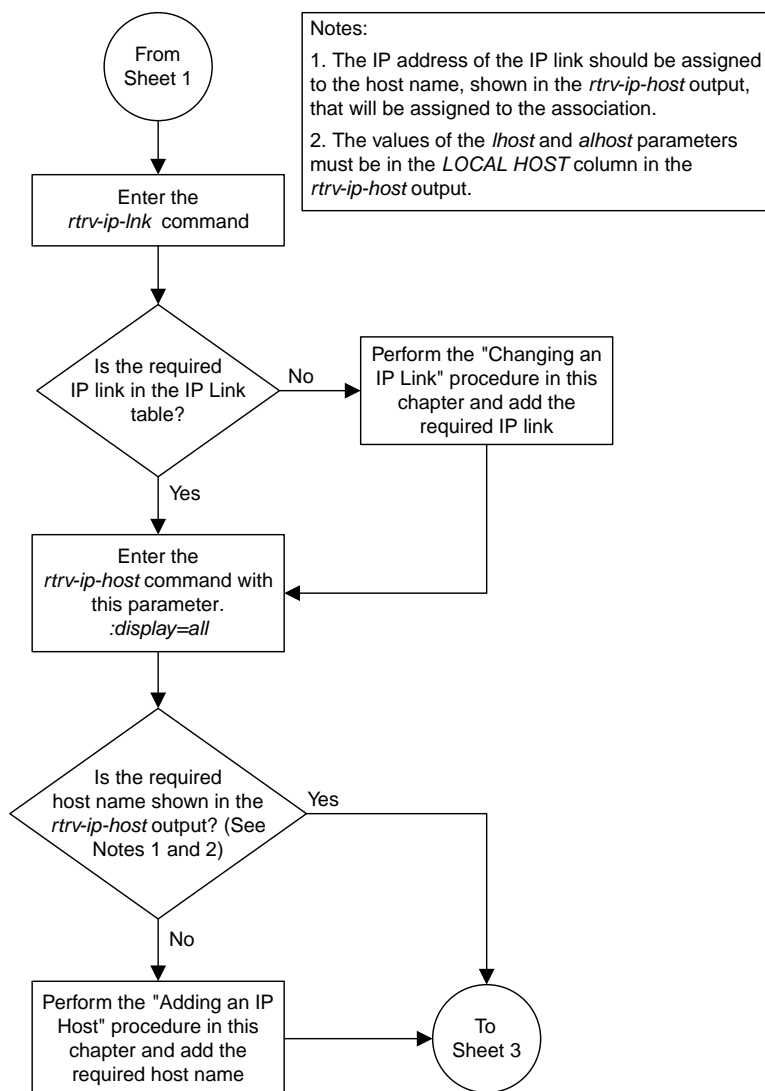 From
Sheet 1
Notes:
1. The IP address of the IP link should be assigned
to the host name, shown in the rtrv-ip-host output,
that will be assigned to the association.
2. The values of the lhost and alhost parameters
must be in the LOCAL HOST column in the
rtrv-ip-host output.
Enter the
rtrv-ip-lnk command
Is the required
IP link in the IP Link
table?
No
Perform the "Changing an
IP Link" procedure in this
chapter and add the
required IP link
Yes
Enter the
rtrv-ip-host command with
this parameter.
:display=all
Is the required
host name shown in the
rtrv-ip-host output? (See
Notes 1 and 2)
Yes
No
Perform the "Adding an IP
Host" procedure in this
chapter and add the
required host name
To
Sheet 3